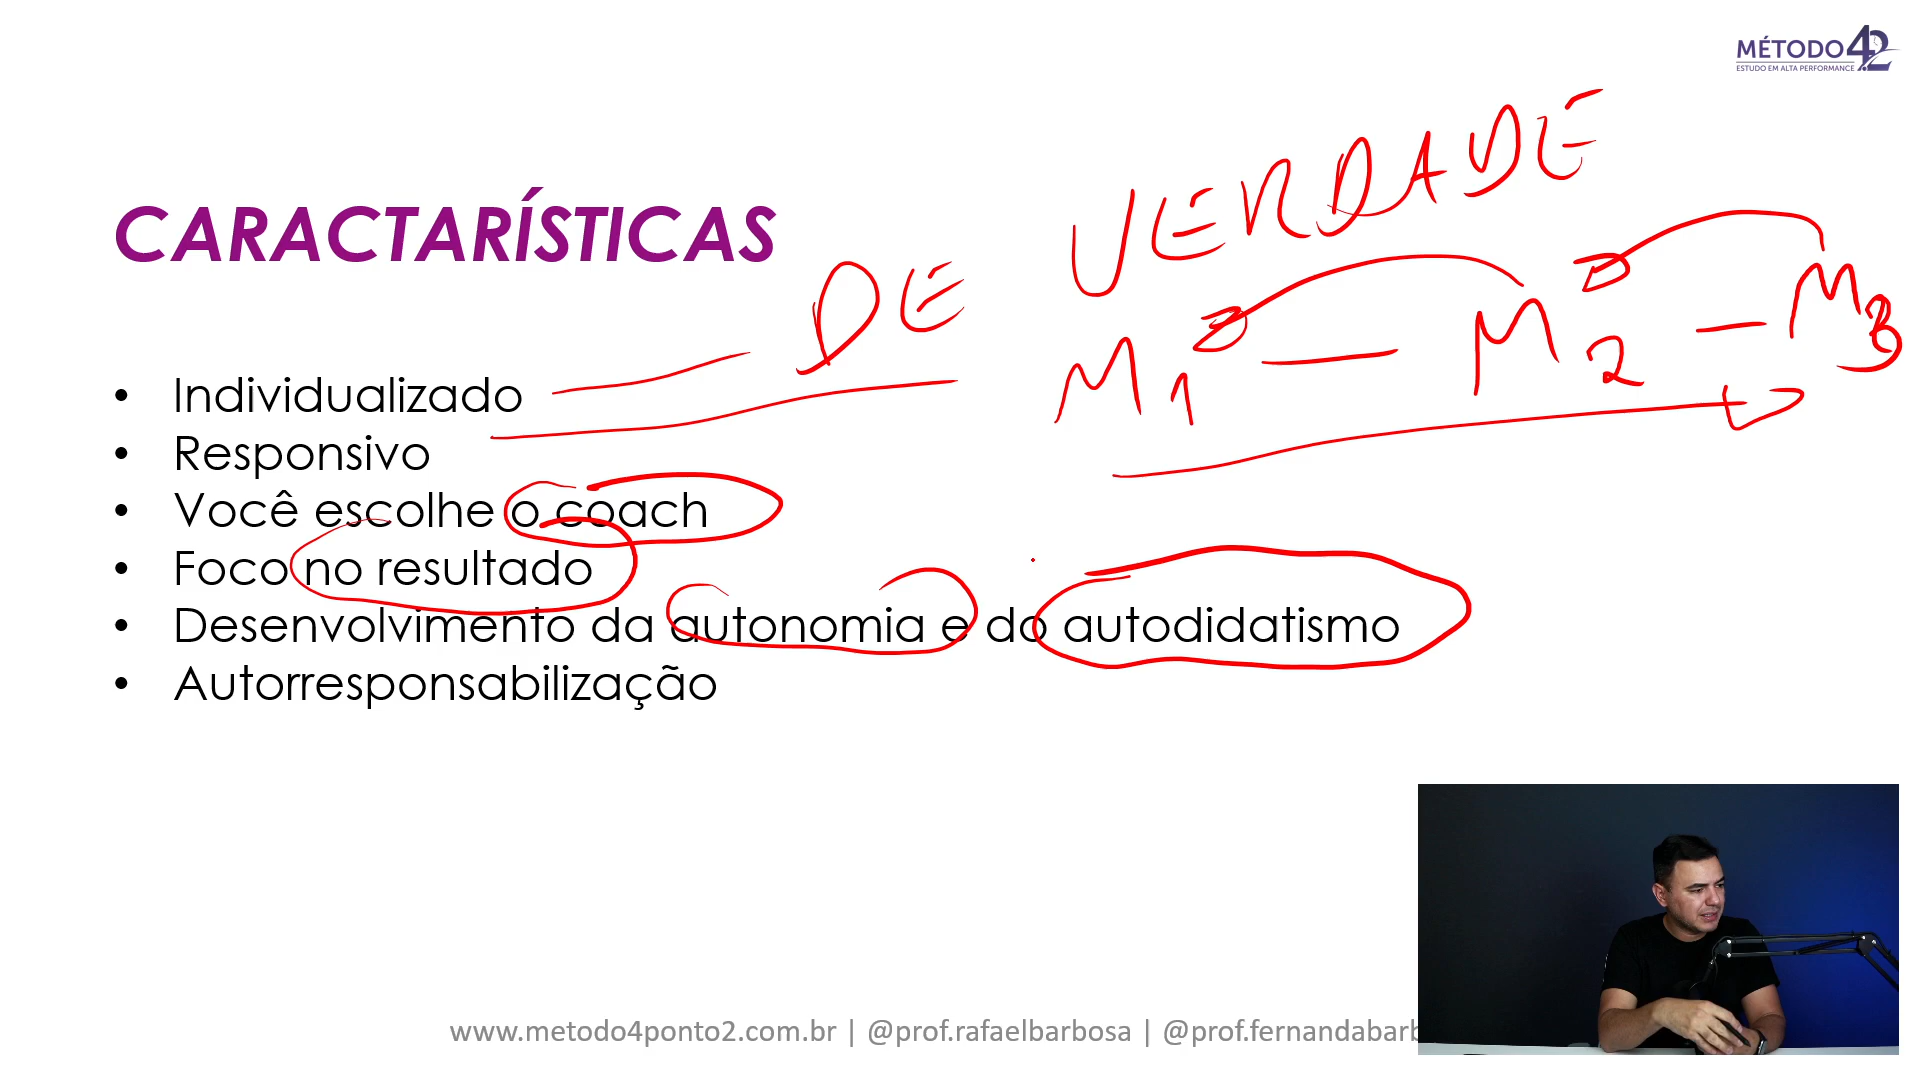 MÉTODO 4.2
ESTUDO EM ALTA PERFORMANCE
CARACTARÍSTICAS
DE VERDADE
M1 — M2 — M3
• Individualizado
• Responsivo
• Você escolhe o coach
• Foco no resultado
• Desenvolvimento da autonomia e do autodidatismo
• Autorresponsabilização
www.metodo4ponto2.com.br | @prof.rafaelbarbosa | @prof.fernandabarb